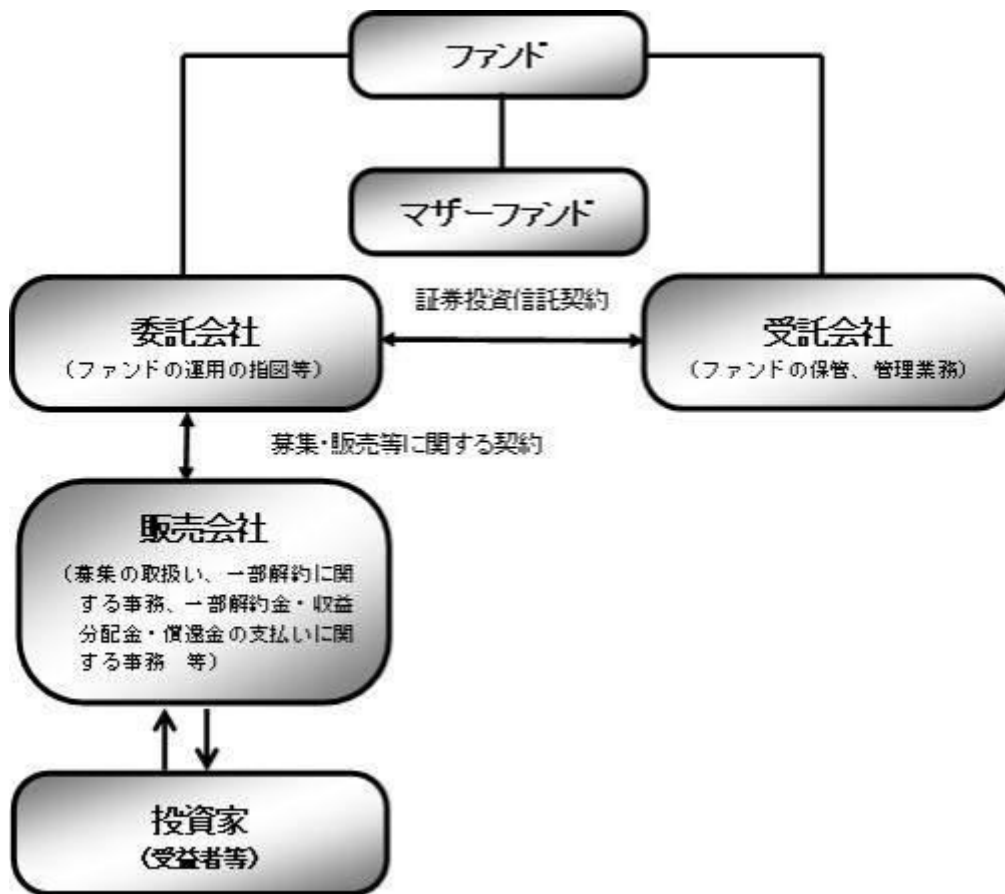 ファンド
マザーファンド
証券投資信託契約
委託会社
（ファンドの運用の指図等）
受託会社
（ファンドの保管、管理業務）
募集・販売等に関する契約
販売会社
（募集の取扱い、一部解約に関
する事務、一部解約金・収益
分配金・償還金の支払いに関
する事務　等）
投資家
（受益者等）